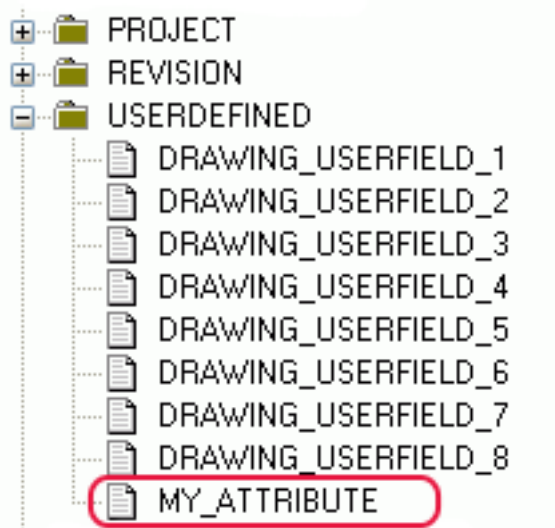 PROJECT
REVISION
USERDEFINED
DRAWING_USERFIELD_1
DRAWING_USERFIELD_2
DRAWING_USERFIELD_3
DRAWING_USERFIELD_4
DRAWING_USERFIELD_5
DRAWING_USERFIELD_6
DRAWING_USERFIELD_7
DRAWING_USERFIELD_8
MY_ATTRIBUTE